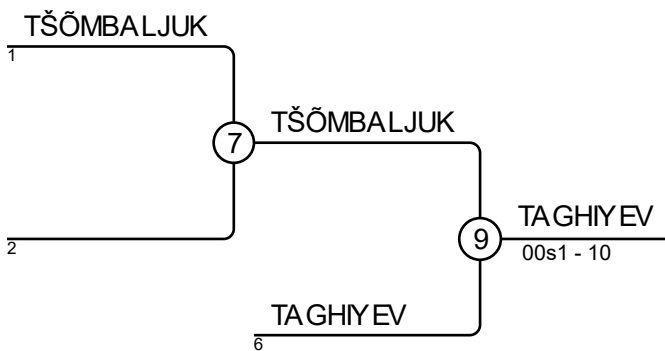 TŠÕMBALJUK
1
7
TŠÕMBALJUK
2
9
TAGHIYEV
00s1 - 10
TAGHIYEV
6